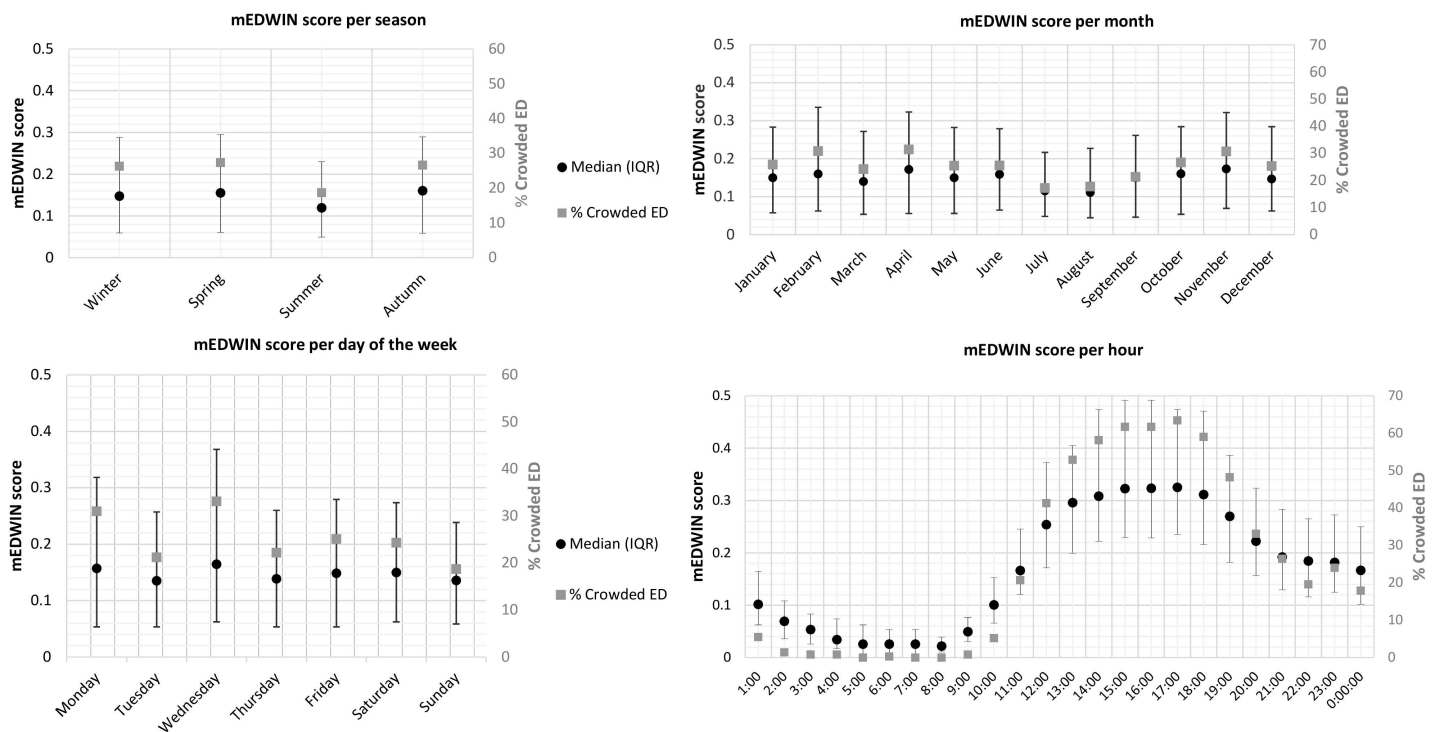 mEDWIN score per season
0.5
0.4
0.3
0.2
0.1
0
mEDWIN score
60
50
40
30
20
10
0
% Crowded ED
Winter
Spring
Summer
Autumn
Median (IQR)
% Crowded ED
mEDWIN score per month
0.5
0.4
0.3
0.2
0.1
0
mEDWIN score
70
60
50
40
30
20
10
0
% Crowded ED
January
February
March
April
May
June
July
August
September
October
November
December
mEDWIN score per day of the week
0.5
0.4
0.3
0.2
0.1
0
mEDWIN score
60
50
40
30
20
10
0
% Crowded ED
Monday
Tuesday
Wednesday
Thursday
Friday
Saturday
Sunday
Median (IQR)
% Crowded ED
mEDWIN score per hour
0.5
0.4
0.3
0.2
0.1
0
mEDWIN score
70
60
50
40
30
20
10
0
% Crowded ED
1:00
2:00
3:00
4:00
5:00
6:00
7:00
8:00
9:00
10:00
11:00
12:00
13:00
14:00
15:00
16:00
17:00
18:00
19:00
20:00
21:00
22:00
23:00
0:00:00